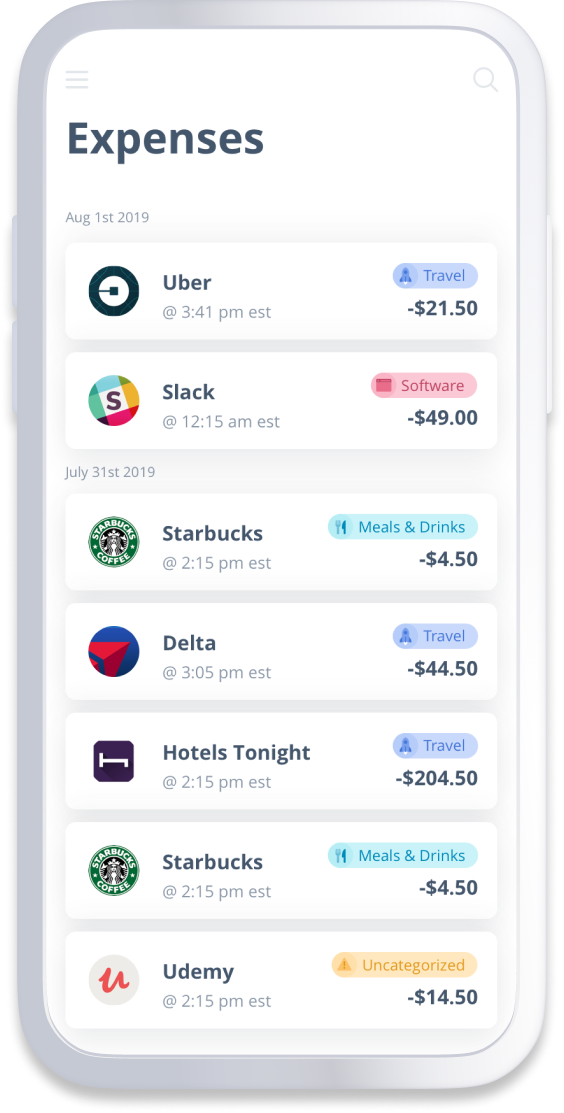 Expenses
Aug 1st 2019
Uber
Travel
@ 3:41 pm est
-$21.50
Slack
Software
S
@ 12:15 am est
-$49.00
July 31st 2019
Starbucks
Meals & Drinks
STARBUCKS
COFFEE
@ 2:15 pm est
-$4.50
Delta
Travel
@ 3:05 pm est
-$44.50
Hotels Tonight
Travel
@ 2:15 pm est
-$204.50
Starbucks
Meals & Drinks
STARBUCKS
COFFEE
@ 2:15 pm est
-$4.50
Udemy
Uncategorized
u
@ 2:15 pm est
-$14.50